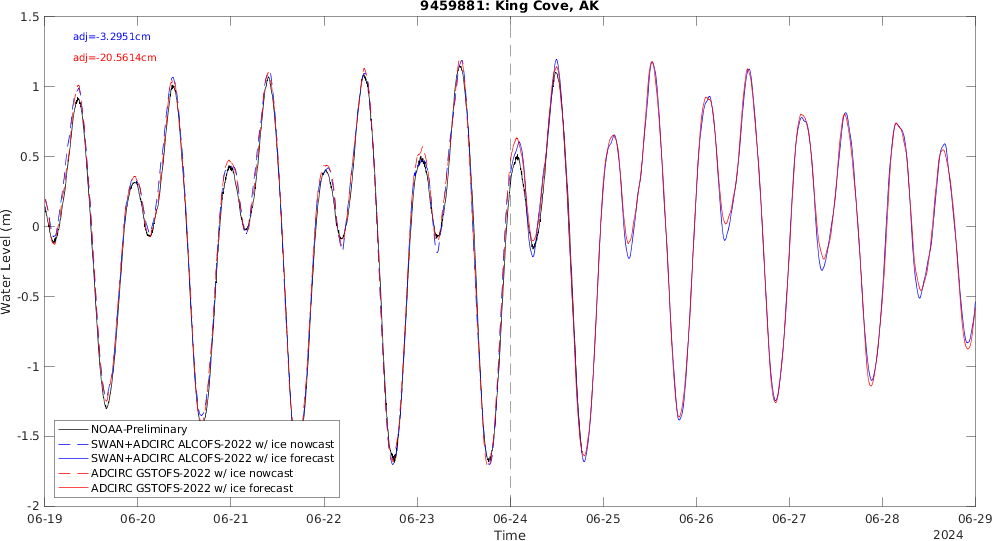 9459881: King Cove, AK
adj=-3.2951cm
adj=-20.5614cm
Water Level (m)
1.5
1
0.5
0
-0.5
-1
-1.5
-2
NOAA-Preliminary
SWAN+ADCIRC ALCOFS-2022 w/ ice nowcast
SWAN+ADCIRC ALCOFS-2022 w/ ice forecast
ADCIRC GSTOFS-2022 w/ ice nowcast
ADCIRC GSTOFS-2022 w/ ice forecast
06-19 06-20 06-21 06-22 06-23 06-24 06-25 06-26 06-27 06-28 06-29
Time
2024